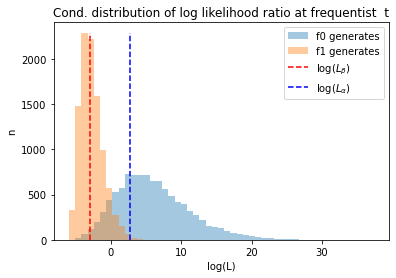 Cond. distribution of log likelihood ratio at frequentist  t
f0 generates
f1 generates
log(L_β)
log(L_α)
2000
1500
1000
500
0
n
0 10 20 30
log(L)